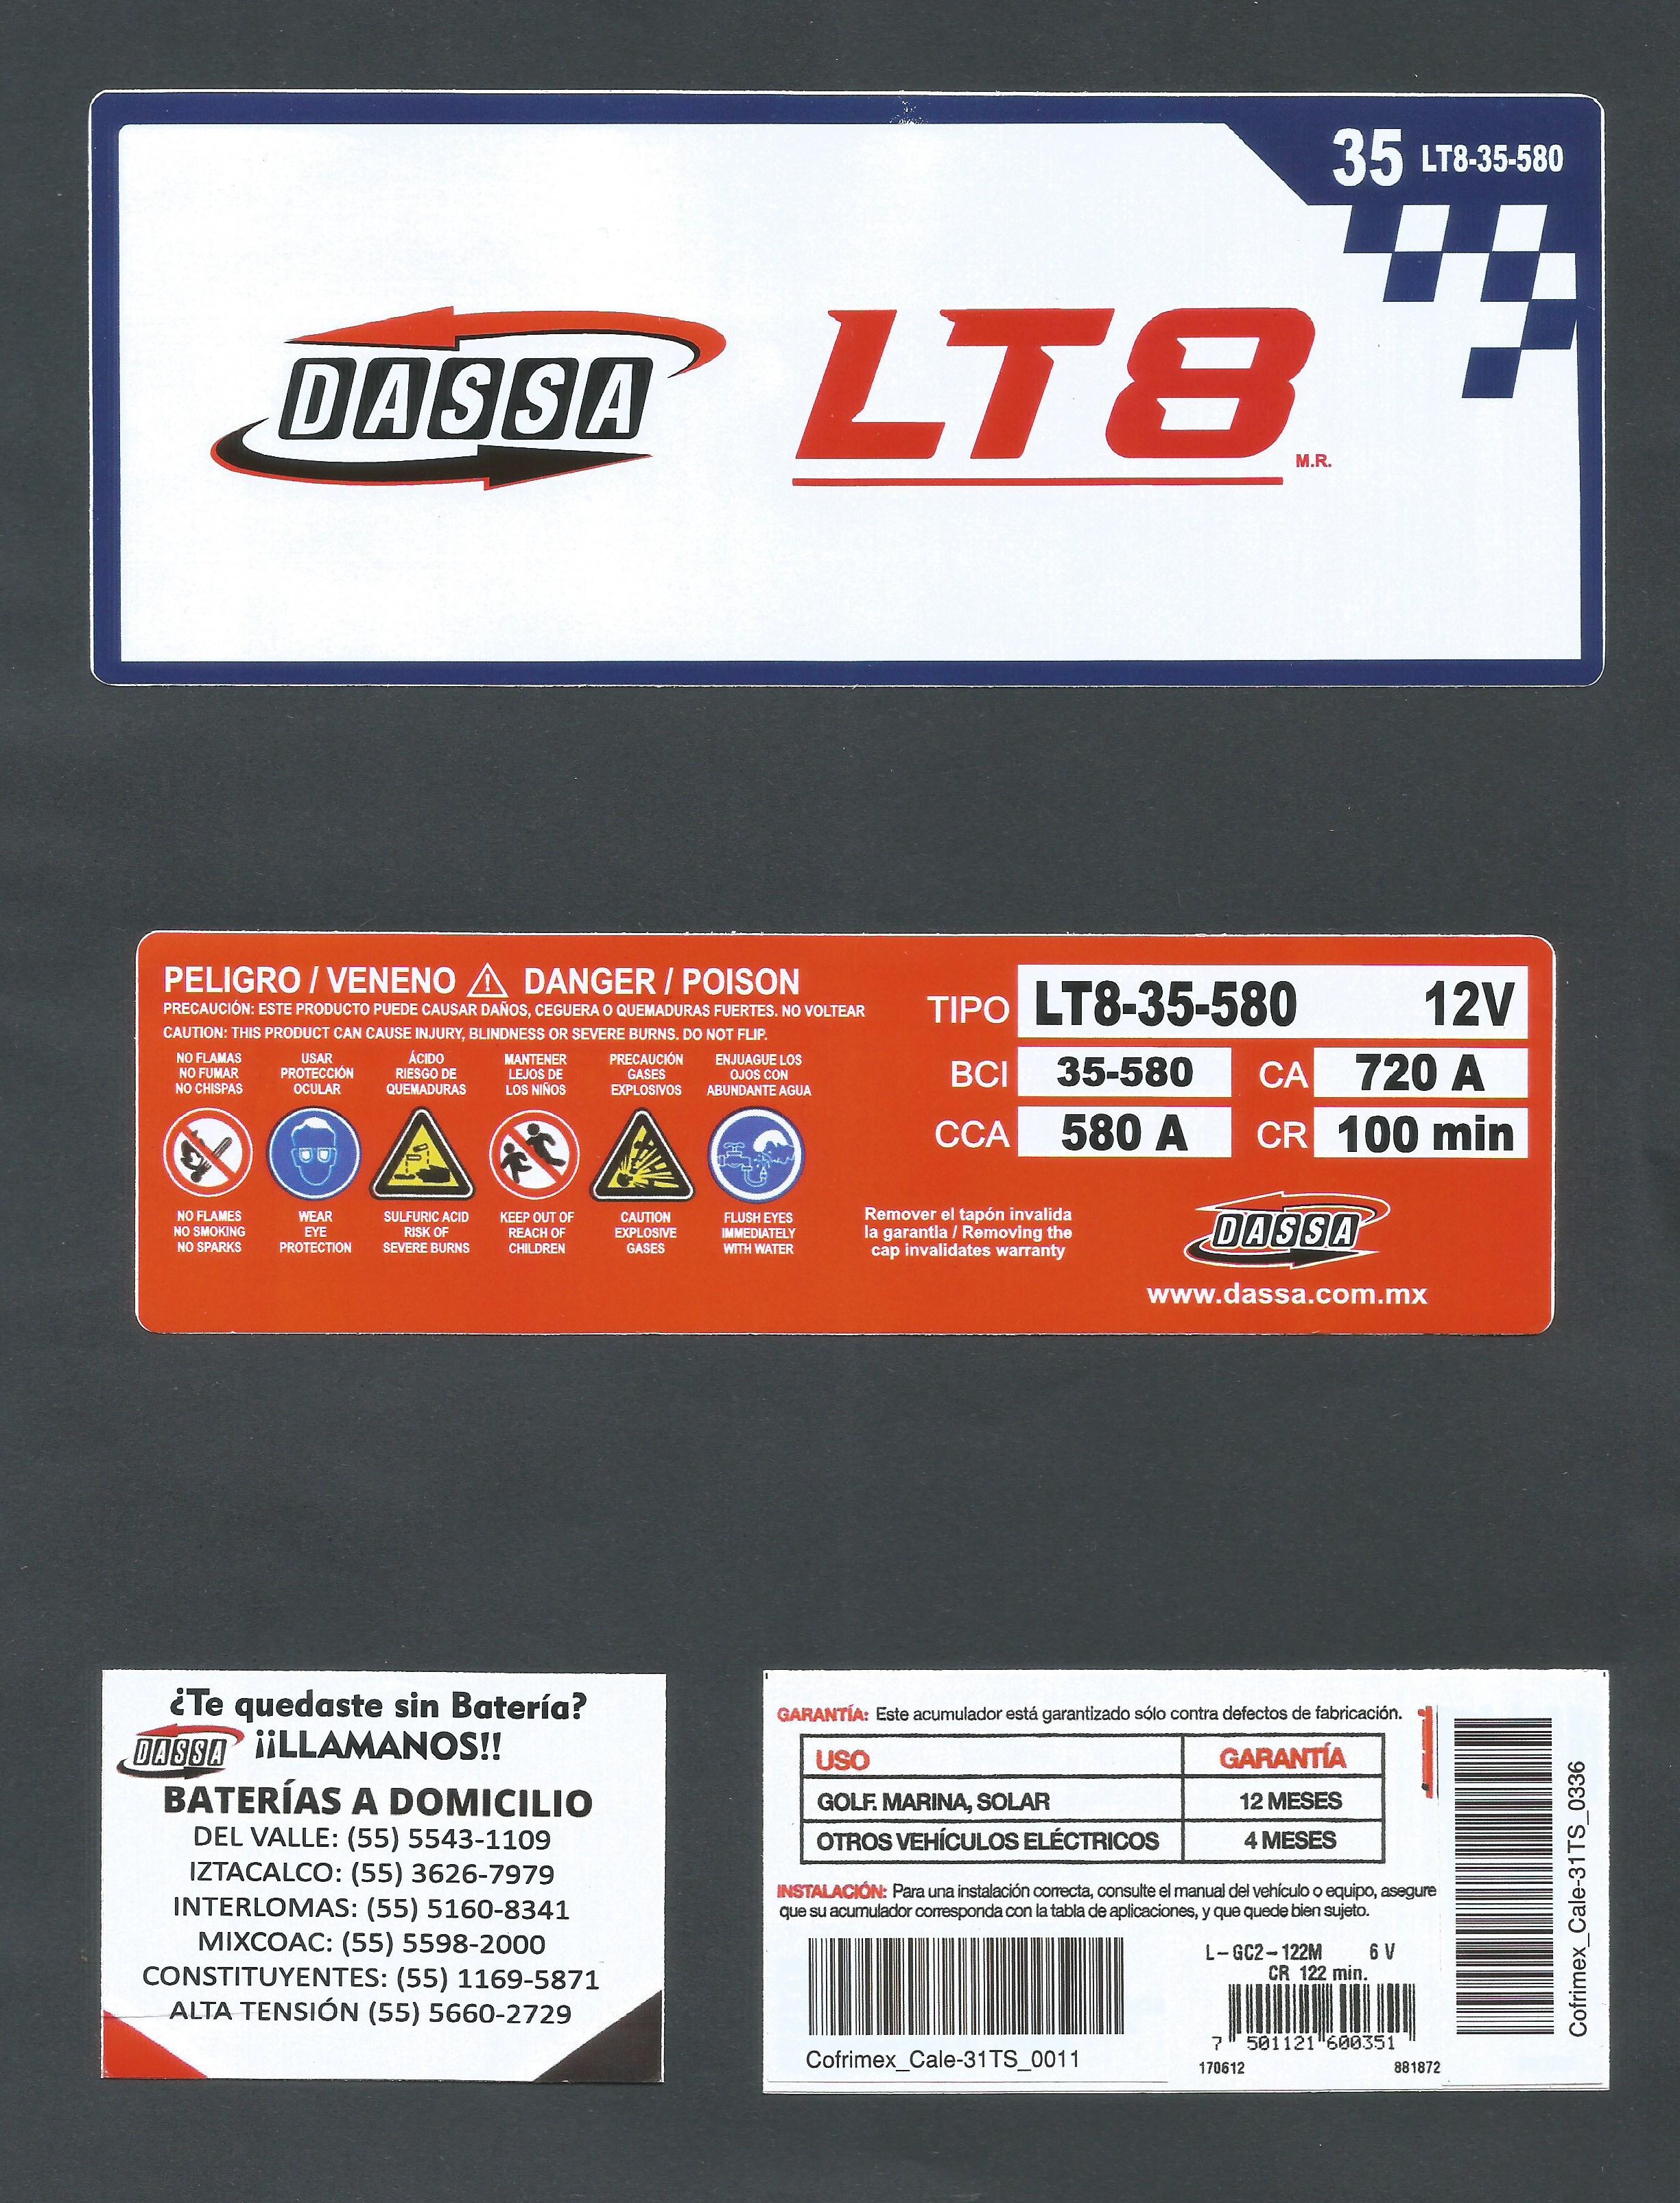 35 LT8-35-580
DASSA
LT8
M.R.
PELIGRO / VENENO ! DANGER / POISON
PRECAUCIÓN: ESTE PRODUCTO PUEDE CAUSAR DAÑOS, CEGUERA O QUEMADURAS FUERTES. NO VOLTEAR
CAUTION: THIS PRODUCT CAN CAUSE INJURY, BLINDNESS OR SEVERE BURNS. DO NOT FLIP.
NO FLAMAS
NO FUMAR
NO CHISPAS
USAR
PROTECCIÓN
OCULAR
ÁCIDO
RIESGO DE
QUEMADURAS
MANTENER
LEJOS DE
LOS NIÑOS
PRECAUCIÓN
GASES
EXPLOSIVOS
ENJUAGUE LOS
OJOS CON
ABUNDANTE AGUA
NO FLAMES
NO SMOKING
NO SPARKS
WEAR
EYE
PROTECTION
SULFURIC ACID
RISK OF
SEVERE BURNS
KEEP OUT OF
REACH OF
CHILDREN
CAUTION
EXPLOSIVE
GASES
FLUSH EYES
IMMEDIATELY
WITH WATER
TIPO LT8-35-580 12V
BCI 35-580 CA 720 A
CCA 580 A CR 100 min
Remover el tapón invalida
la garantía / Removing the
cap invalidates warranty
DASSA
www.dassa.com.mx
¿Te quedaste sin Batería?
DASSA ¡¡LLAMANOS!!
BATERÍAS A DOMICILIO
DEL VALLE: (55) 5543-1109
IZTACALCO: (55) 3626-7979
INTERLOMAS: (55) 5160-8341
MIXCOAC: (55) 5598-2000
CONSTITUYENTES: (55) 1169-5871
ALTA TENSIÓN (55) 5660-2729
GARANTÍA: Este acumulador está garantizado sólo contra defectos de fabricación.
USO GARANTÍA
GOLF. MARINA, SOLAR 12 MESES
OTROS VEHÍCULOS ELÉCTRICOS 4 MESES
INSTALACIÓN: Para una instalación correcta, consulte el manual del vehículo o equipo, asegure
que su acumulador corresponda con la tabla de aplicaciones, y que quede bien sujeto.
Cofrimex_Cale-31TS_0011
L-GC2-122M 6 V
CR 122 min.
7 501121 600351
170612 881872
Cofrimex_Cale-31TS_0336